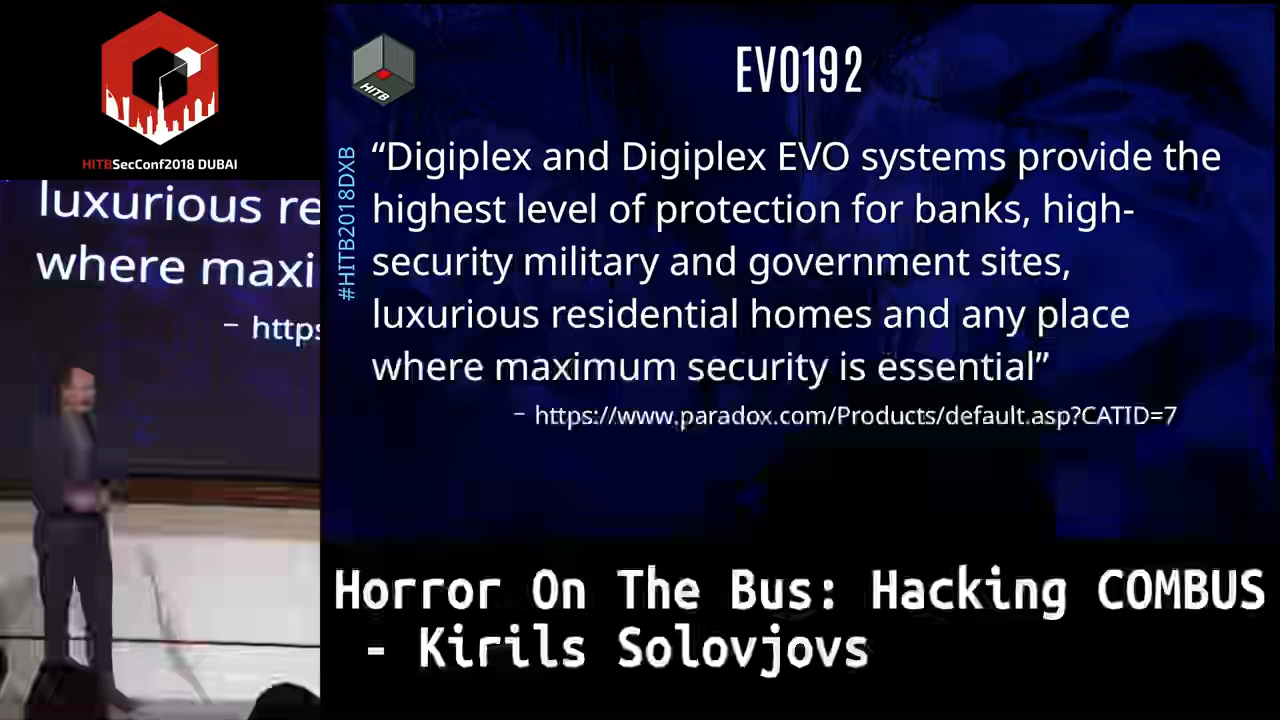 HITBSecConf2018 DUBAI
luxurious re
where maxi
– https
HITB
#HITB2018DXB
EVO192
“Digiplex and Digiplex EVO systems provide the
highest level of protection for banks, high-
security military and government sites,
luxurious residential homes and any place
where maximum security is essential”
– https://www.paradox.com/Products/default.asp?CATID=7
Horror On The Bus: Hacking COMBUS
- Kirils Solovjovs